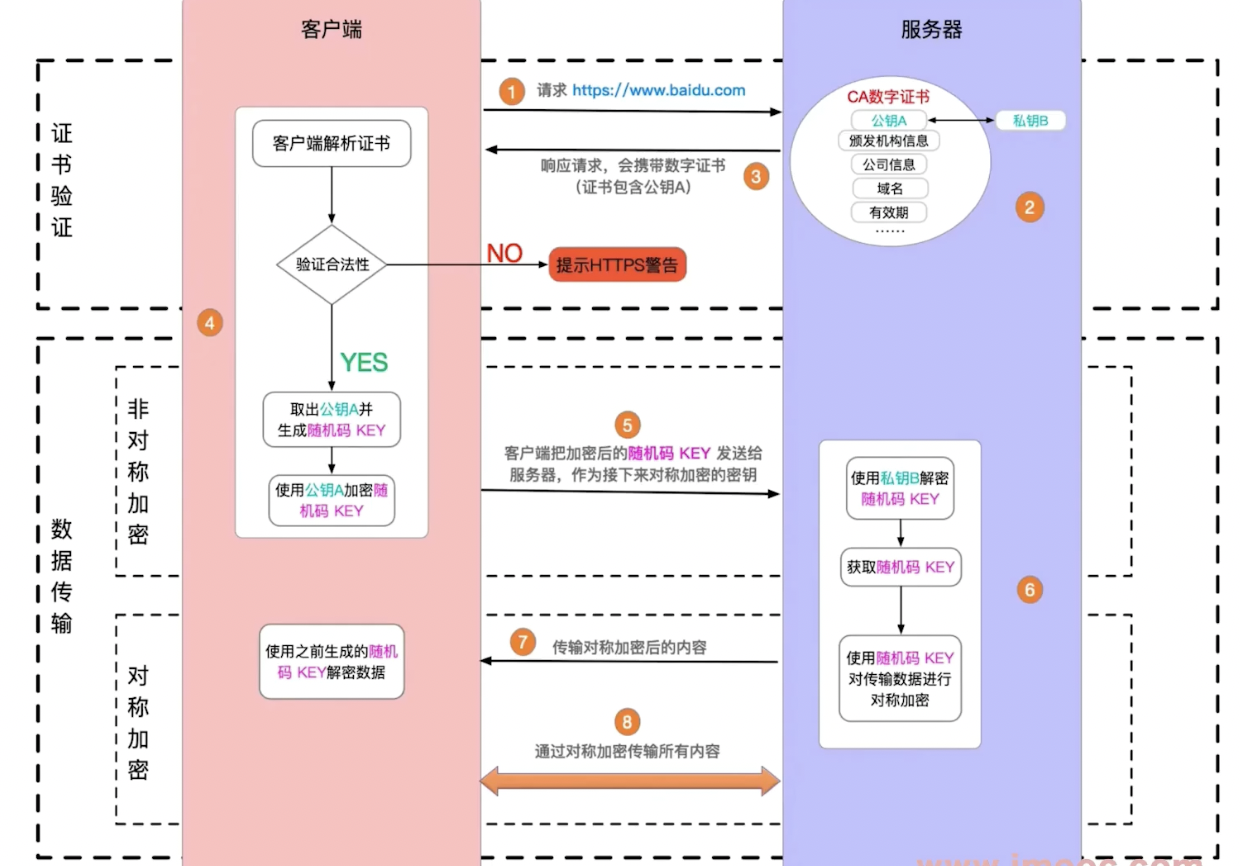 客户端
服务器
证书验证
1
请求 https://www.baidu.com
CA数字证书
公钥A
私钥B
颁发机构信息
公司信息
域名
有效期
......
2
响应请求，会携带数字证书
（证书包含公钥A）
3
客户端解析证书
验证合法性
NO
提示HTTPS警告
4
YES
数据传输
非对称加密
取出公钥A并
生成随机码 KEY
使用公钥A加密随
机码 KEY
5
客户端把加密后的随机码 KEY 发送给
服务器，作为接下来对称加密的密钥
使用私钥B解密
随机码 KEY
获取随机码 KEY
6
使用随机码 KEY
对传输数据进行
对称加密
对称加密
7
传输对称加密后的内容
使用之前生成的随机
码 KEY解密数据
8
通过对称加密传输所有内容